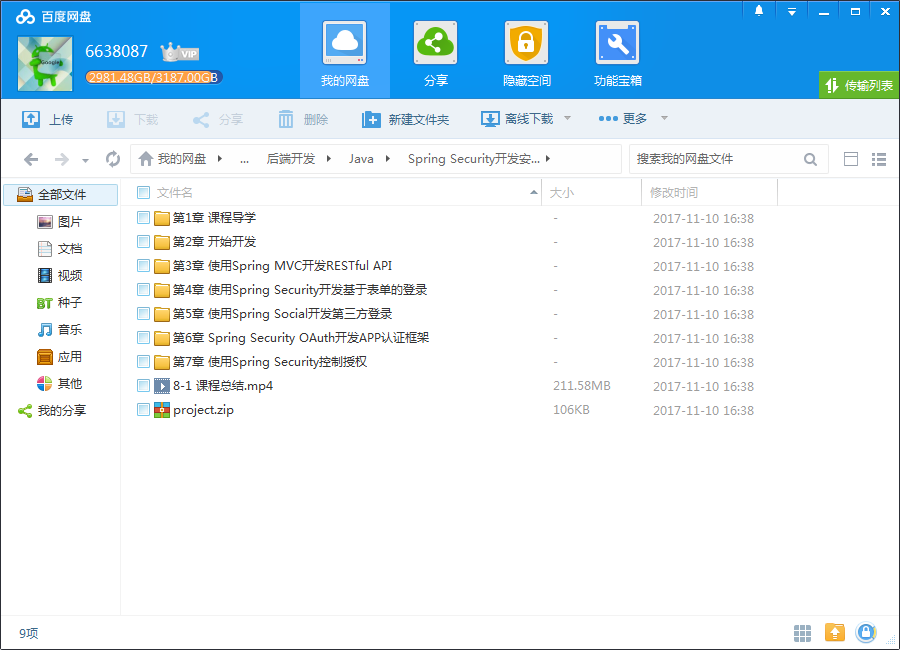 百度网盘
6638087 VIP
2981.48GB/3187.00GB
我的网盘 分享 隐藏空间 功能宝箱
传输列表
上传 下载 分享 删除 新建文件夹 离线下载 更多
我的网盘 ... 后端开发 Java Spring Security开发安... 搜索我的网盘文件
全部文件 文件名 大小 修改时间
图片
文档
视频
BT 种子
音乐
应用
其他
我的分享
第1章 课程导学 - 2017-11-10 16:38
第2章 开始开发 - 2017-11-10 16:38
第3章 使用Spring MVC开发RESTful API - 2017-11-10 16:38
第4章 使用Spring Security开发基于表单的登录 - 2017-11-10 16:38
第5章 使用Spring Social开发第三方登录 - 2017-11-10 16:38
第6章 Spring Security OAuth开发APP认证框架 - 2017-11-10 16:38
第7章 使用Spring Security控制授权 - 2017-11-10 16:38
8-1 课程总结.mp4 211.58MB 2017-11-10 16:38
project.zip 106KB 2017-11-10 16:38
9项